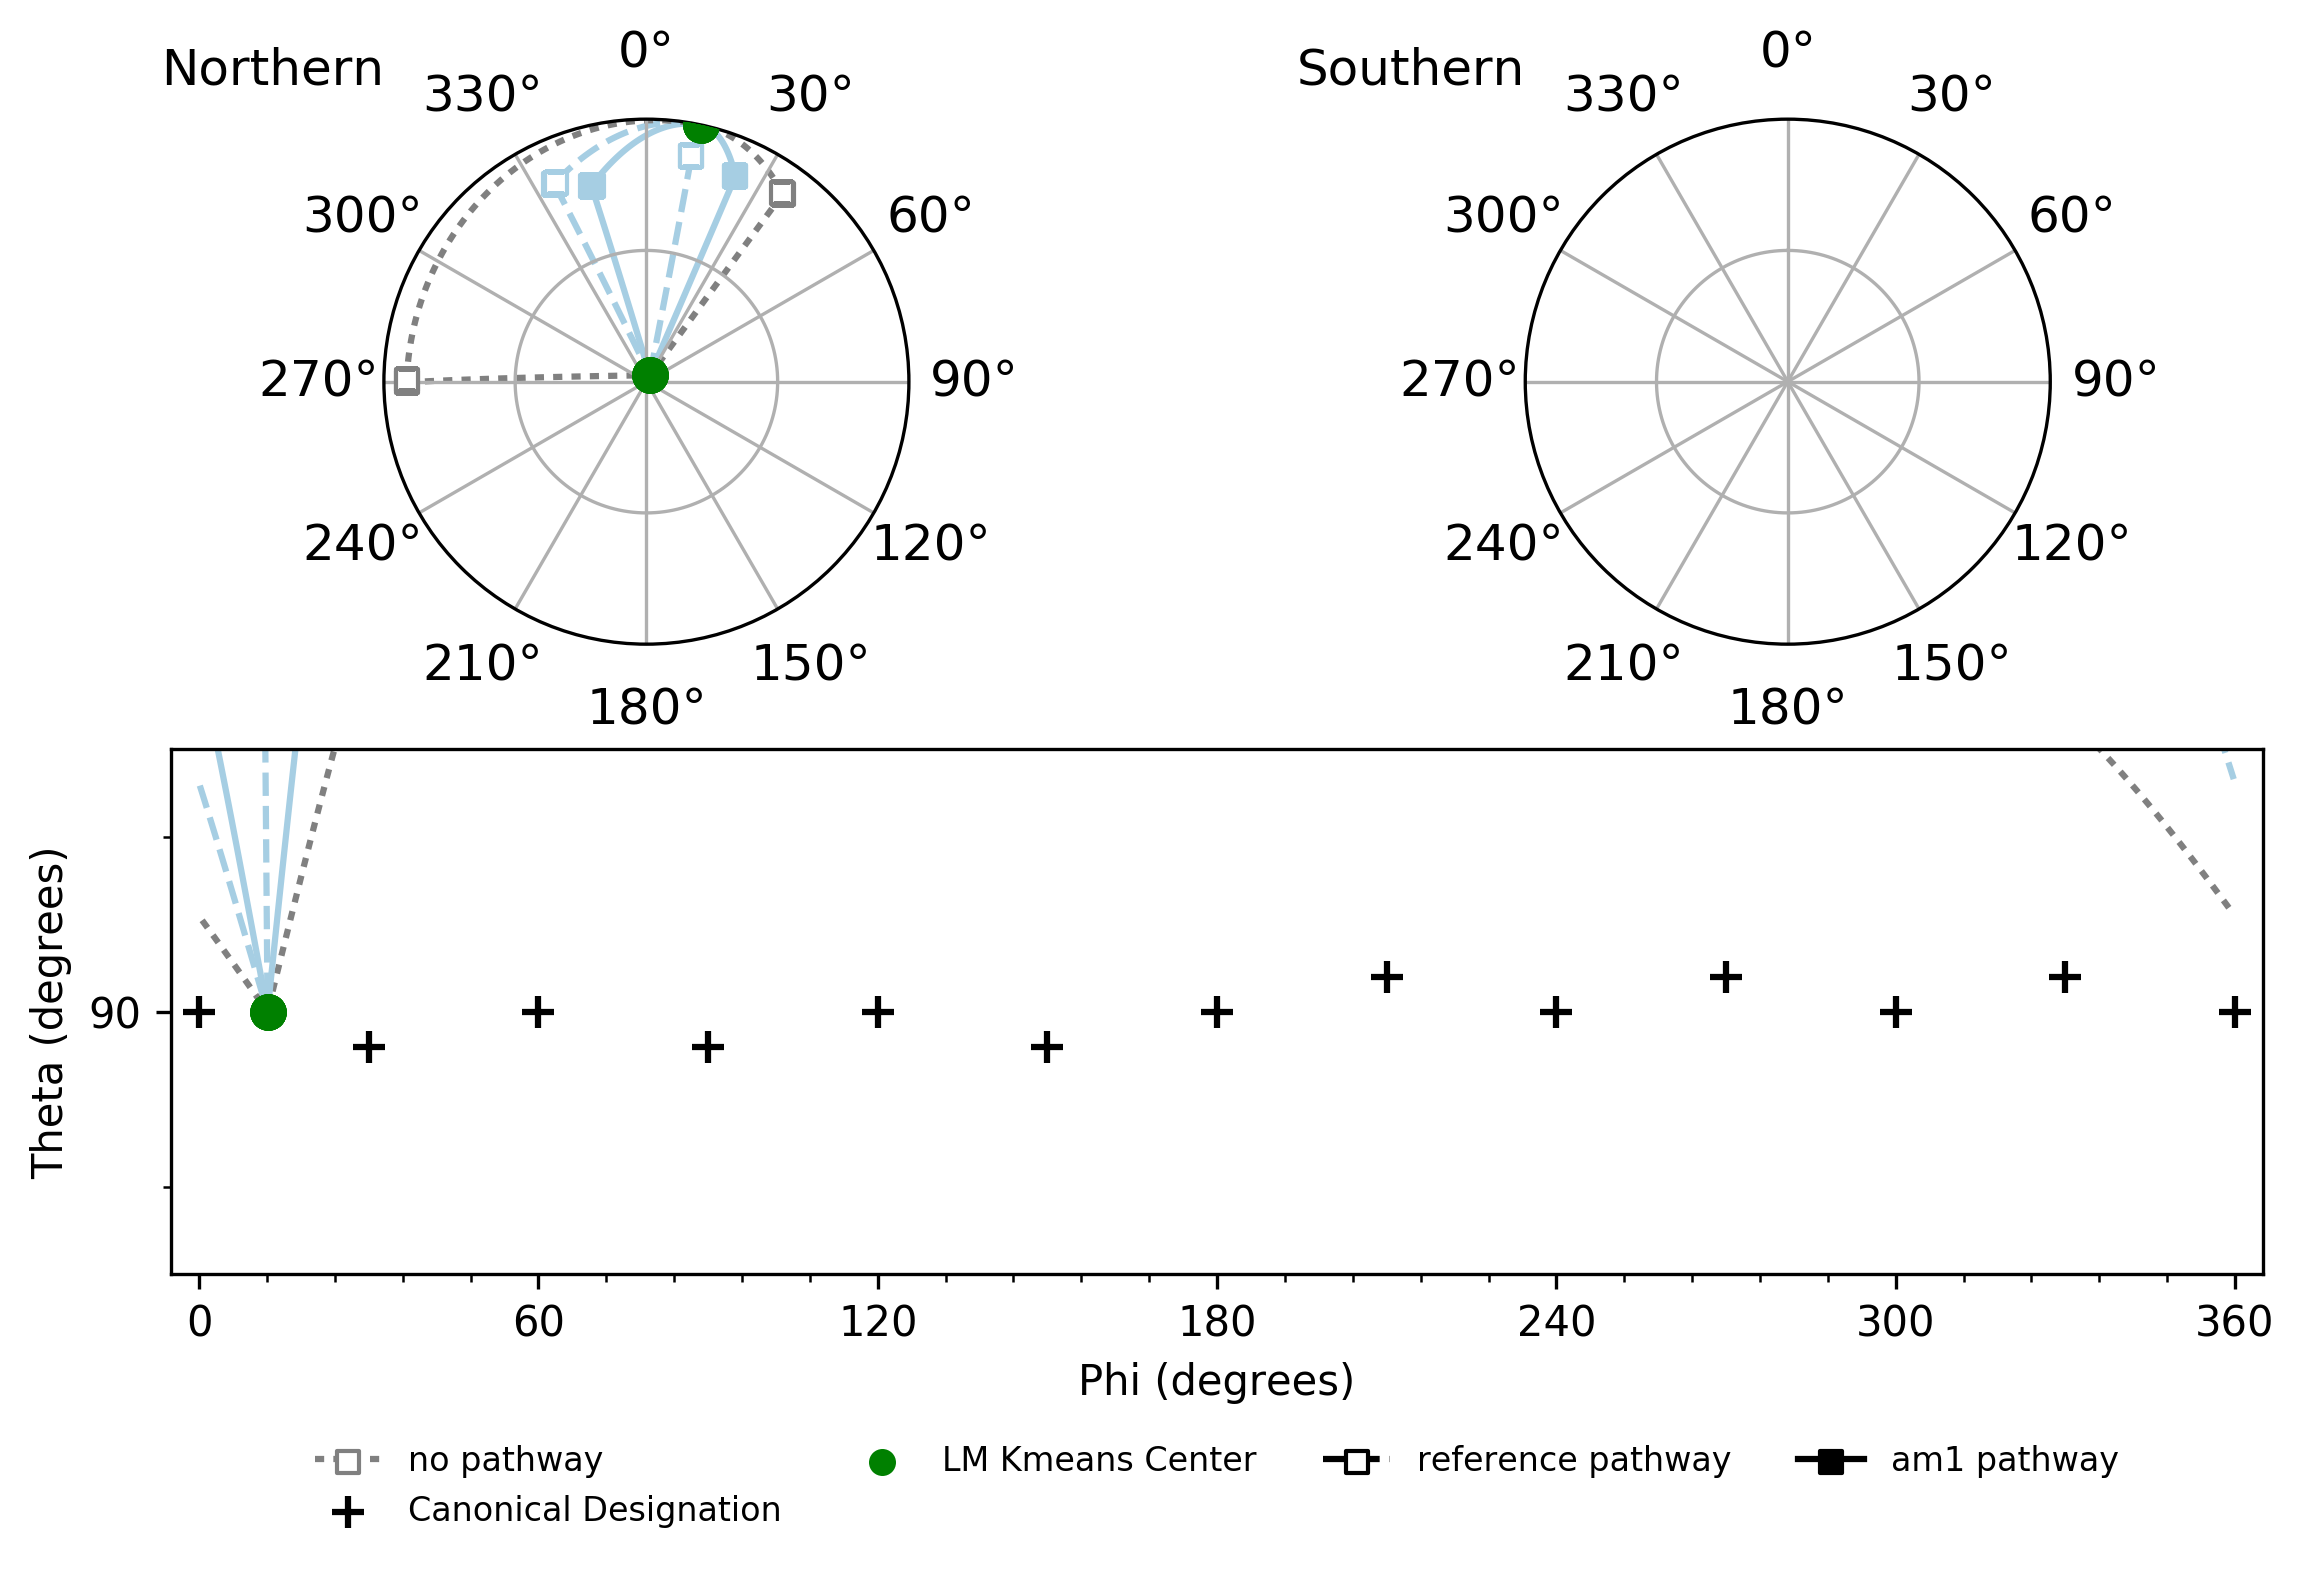 Northern
0°
30°
60°
90°
120°
150°
180°
210°
240°
270°
300°
330°
Southern
0°
30°
60°
90°
120°
150°
180°
210°
240°
270°
300°
330°
Theta (degrees)
90
0 60 120 180 240 300 360
Phi (degrees)
no pathway
Canonical Designation
LM Kmeans Center
reference pathway
am1 pathway